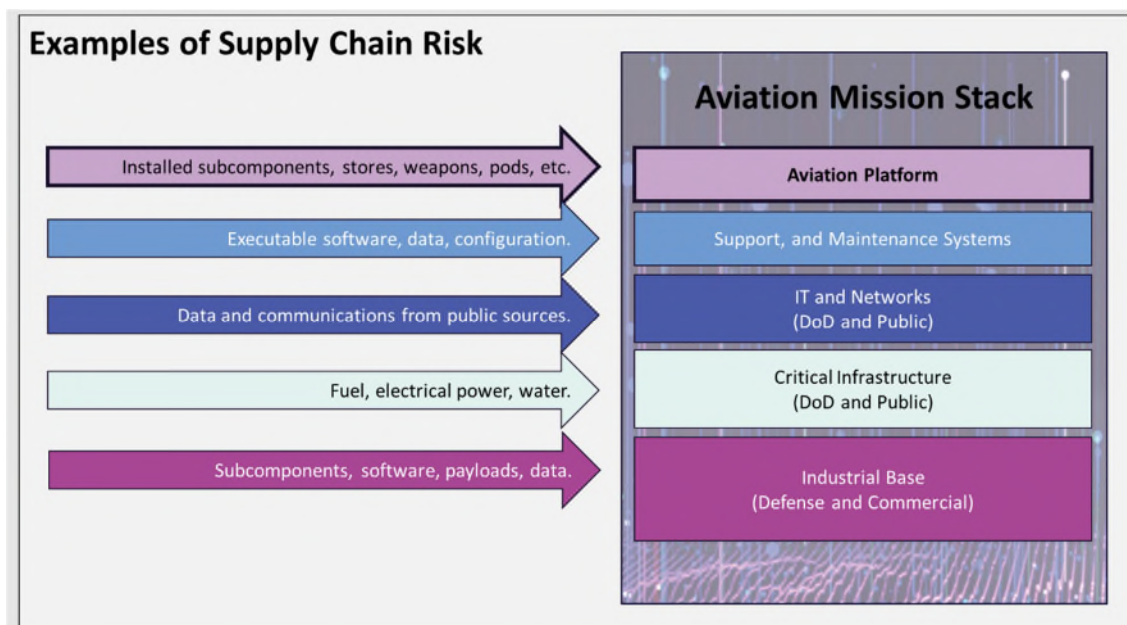 Examples of Supply Chain Risk
Aviation Mission Stack
Installed subcomponents, stores, weapons, pods, etc.
Aviation Platform
Executable software, data, configuration.
Support, and Maintenance Systems
Data and communications from public sources.
IT and Networks
(DoD and Public)
Fuel, electrical power, water.
Critical Infrastructure
(DoD and Public)
Subcomponents, software, payloads, data.
Industrial Base
(Defense and Commercial)